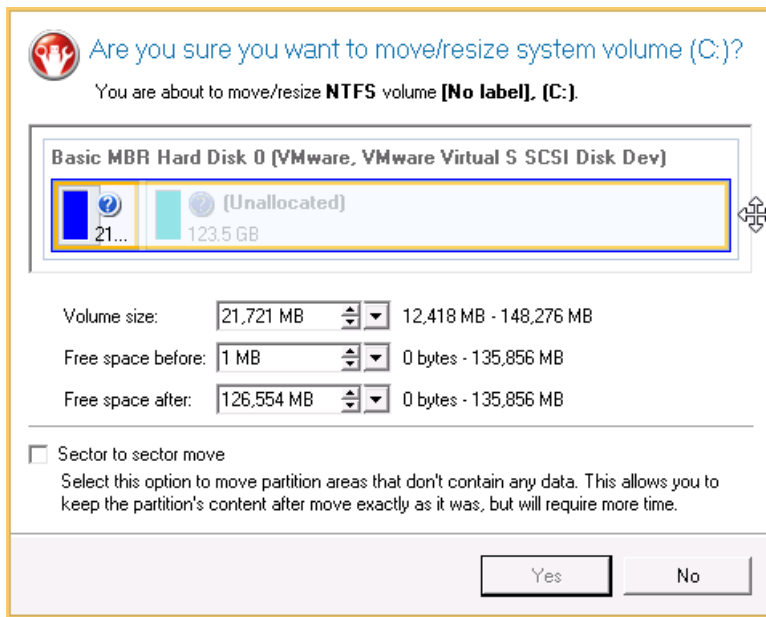 Are you sure you want to move/resize system volume (C:)?
You are about to move/resize NTFS volume [No label], (C:).
Basic MBR Hard Disk 0 (VMware, VMware Virtual S SCSI Disk Dev)
(Unallocated)
21... 123.5 GB
Volume size: 21,721 MB 12,418 MB - 148,276 MB
Free space before: 1 MB 0 bytes - 135,856 MB
Free space after: 126,554 MB 0 bytes - 135,856 MB
Sector to sector move
Select this option to move partition areas that don't contain any data. This allows you to
keep the partition's content after move exactly as it was, but will require more time.
Yes No